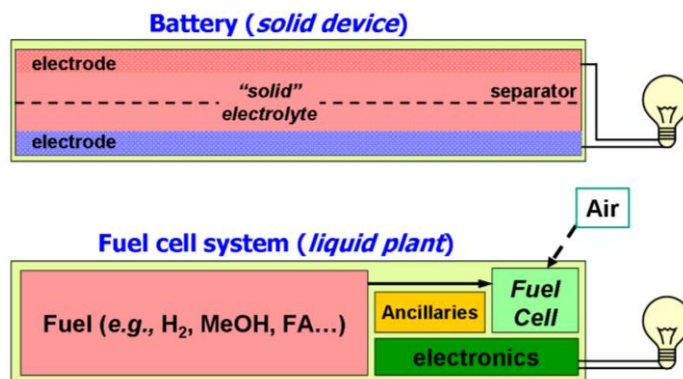 Battery (solid device)
electrode
"solid" separator
electrolyte
electrode
Air
Fuel cell system (liquid plant)
Fuel (e.g., H₂, MeOH, FA...)
Ancillaries
Fuel
Cell
electronics